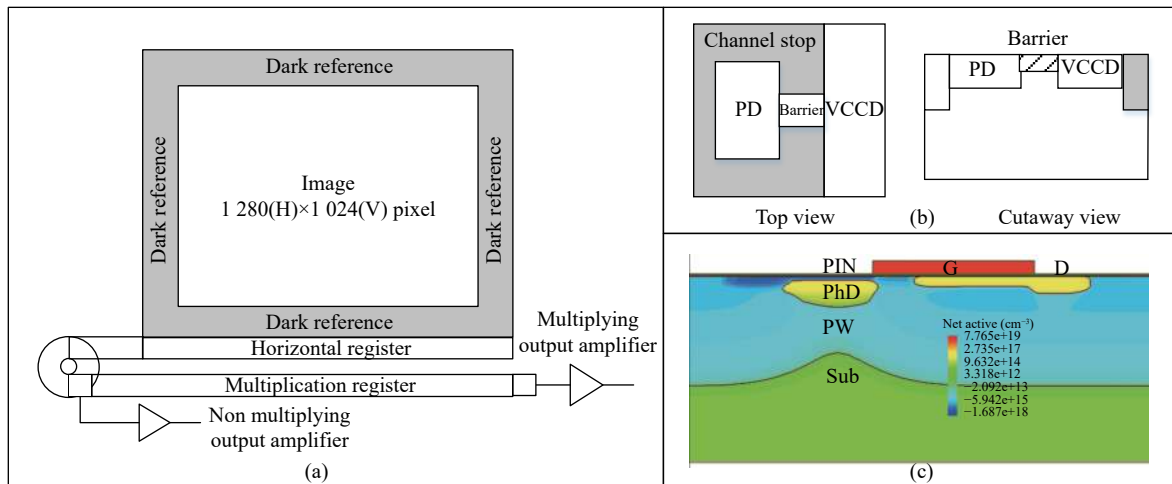 Dark reference
Dark reference
Image
1 280(H)×1 024(V) pixel
Dark reference
Dark reference
Horizontal register
Multiplying
output amplifier
Multiplication register
Non multiplying
output amplifier
(a)
Channel stop
PD
Barrier
VCCD
Top view
Barrier
PD
VCCD
Cutaway view
(b)
PIN
G
D
PhD
PW
Sub
Net active (cm⁻³)
7.765e+19
2.735e+17
9.632e+14
3.318e+12
−2.092e+13
−5.942e+15
−1.687e+18
(c)